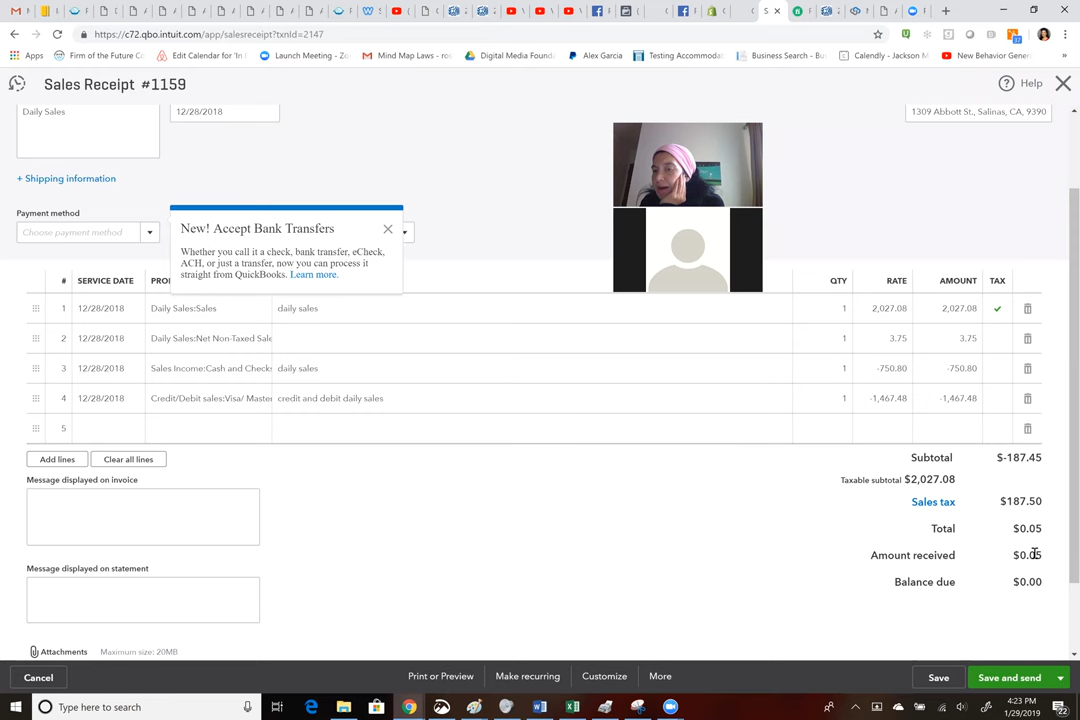 https://c72.qbo.intuit.com/app/salesreceipt?txnId=2147
Apps
Firm of the Future Co
Edit Calendar for 'In F
Launch Meeting - Zo
Mind Map Laws - ros
Digital Media Founda
Alex Garcia
Testing Accommodat
Business Search - Bu
Calendly - Jackson M
New Behavior Gener
Sales Receipt #1159
Help
Daily Sales
12/28/2018
1309 Abbott St., Salinas, CA, 9390
+ Shipping information
Payment method
Choose payment method
New! Accept Bank Transfers
Whether you call it a check, bank transfer, eCheck,
ACH, or just a transfer, now you can process it
straight from QuickBooks. Learn more.
# SERVICE DATE PRO QTY RATE AMOUNT TAX
1 12/28/2018 Daily Sales:Sales daily sales 1 2,027.08 2,027.08
2 12/28/2018 Daily Sales:Net Non-Taxed Sale 1 3.75 3.75
3 12/28/2018 Sales Income:Cash and Checks daily sales 1 -750.80 -750.80
4 12/28/2018 Credit/Debit sales:Visa/ Master credit and debit daily sales 1 -1,467.48 -1,467.48
5
Add lines Clear all lines
Subtotal $-187.45
Message displayed on invoice
Taxable subtotal $2,027.08
Sales tax $187.50
Total $0.05
Amount received $0.05
Message displayed on statement
Balance due $0.00
Attachments Maximum size: 20MB
Cancel Print or Preview Make recurring Customize More Save Save and send
Type here to search
4:23 PM
1/29/2019
22